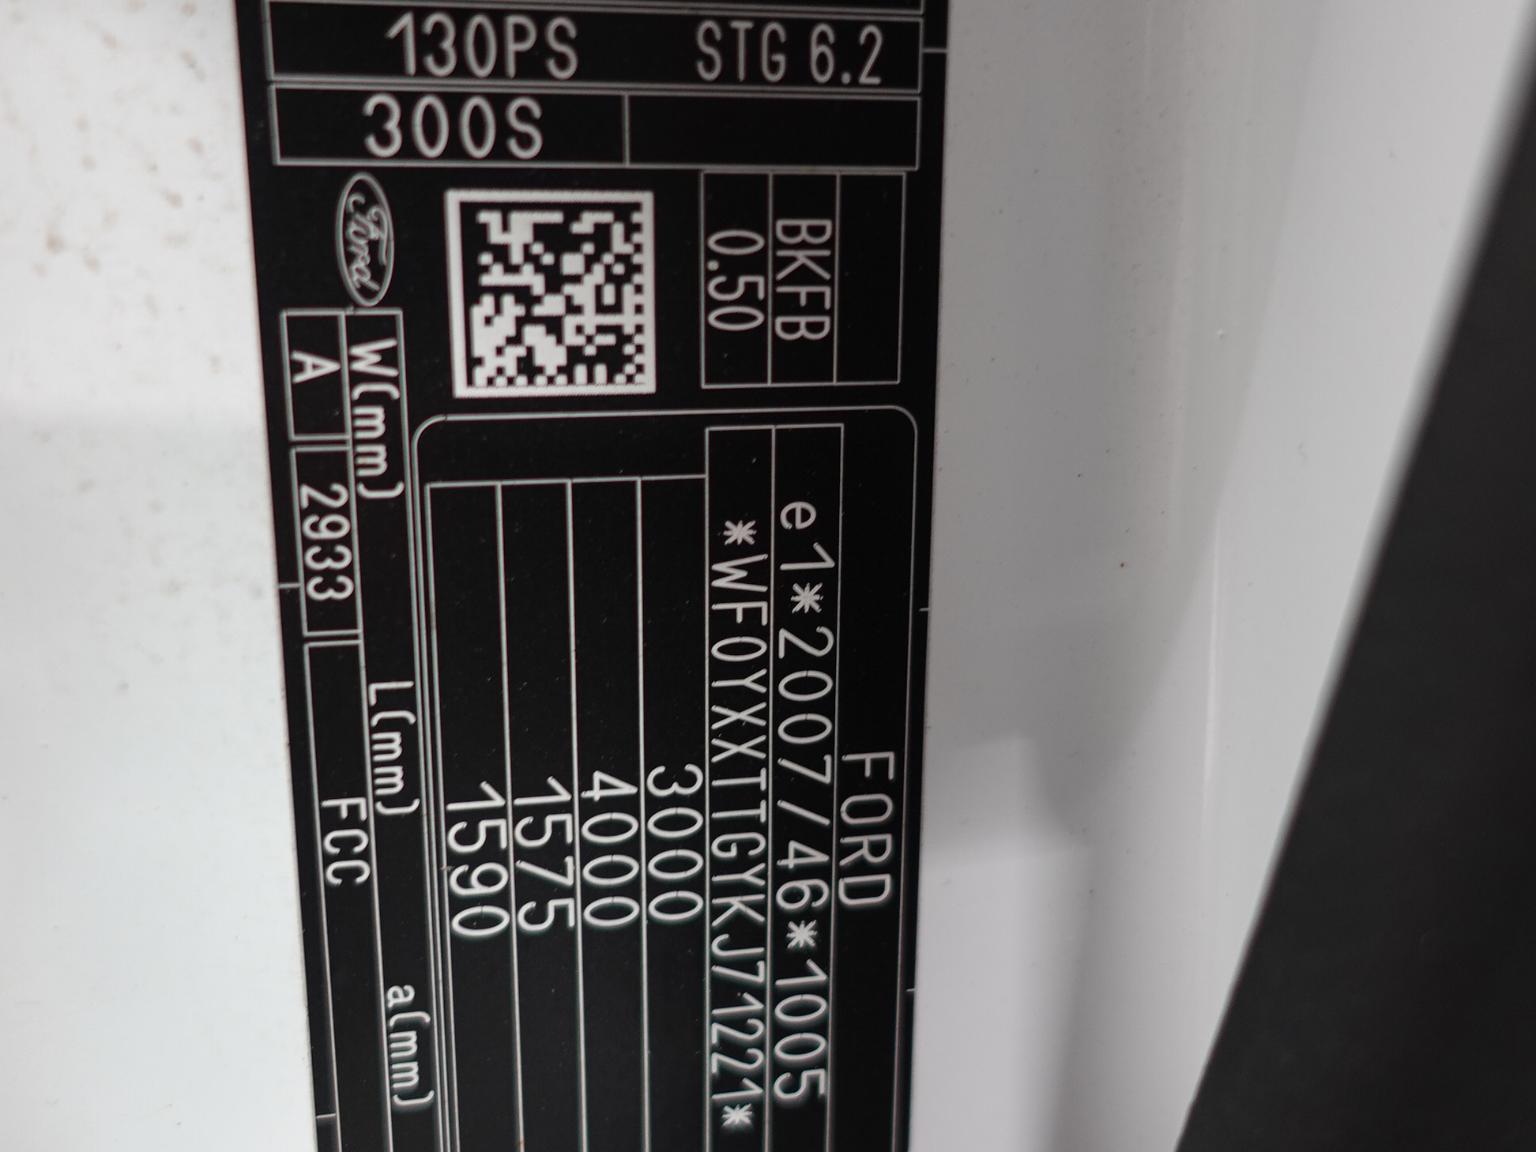 130PS STG 6.2
300S
Ford
BKFB
0.50
FORD
e1*2007/46*1005
*WF0YXXTTGYKJ71221*
3000
4000
1575
1590
W(mm) L(mm) a(mm)
A 2933 FCC